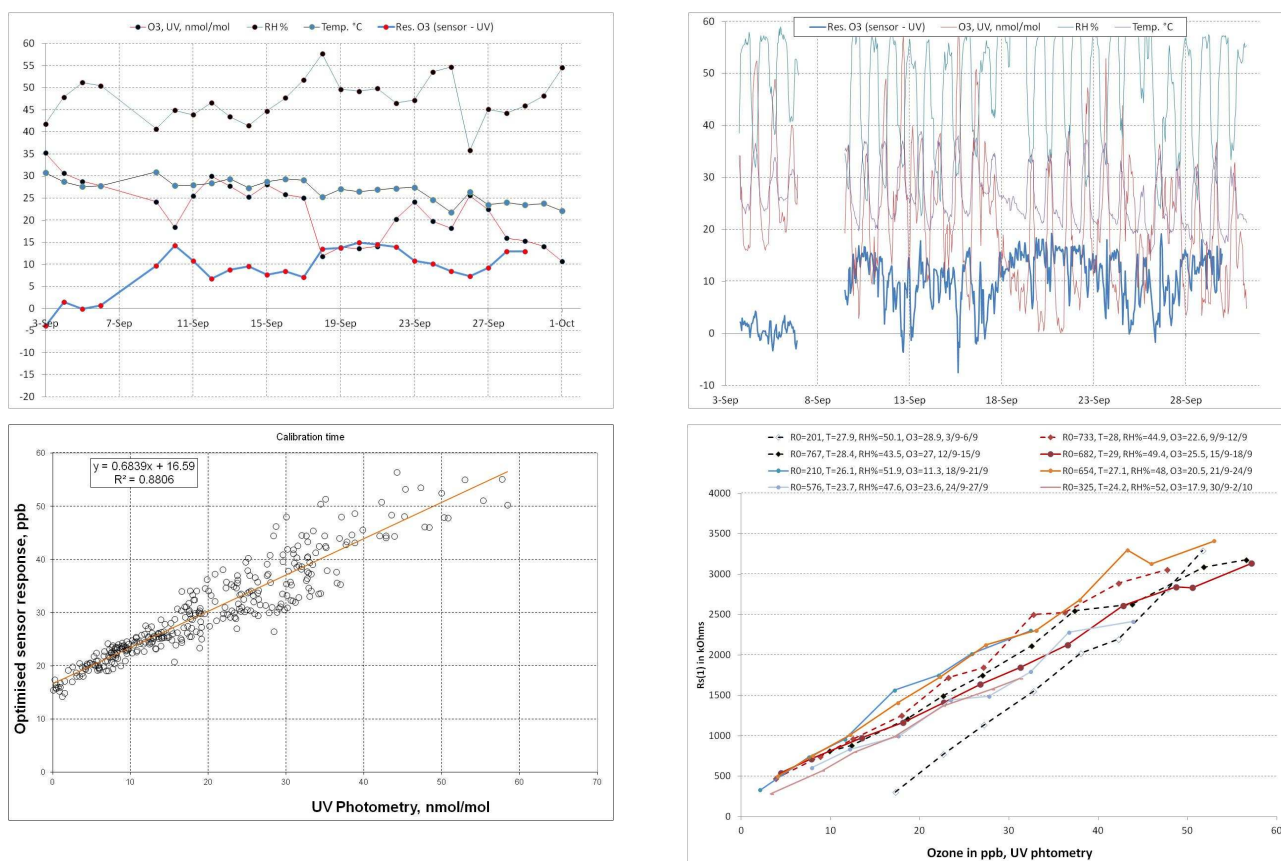 O3, UV, nmol/mol RH % Temp. °C Res. O3 (sensor - UV)
60
55
50
45
40
35
30
25
20
15
10
5
0
-5
-10
-15
-20
3-Sep 7-Sep 11-Sep 15-Sep 19-Sep 23-Sep 27-Sep 1-Oct
Res. O3 (sensor - UV) O3, UV, nmol/mol RH % Temp. °C
60
50
40
30
20
10
0
-10
3-Sep 8-Sep 13-Sep 18-Sep 23-Sep 28-Sep
Calibration time
y = 0.6839x + 16.59
R² = 0.8806
Optimised sensor response, ppb
60
50
40
30
20
10
0
0 10 20 30 40 50 60 70
UV Photometry, nmol/mol
R0=201, T=27.9, RH%=50.1, O3=28.9, 3/9-6/9 R0=733, T=28, RH%=44.9, O3=22.6, 9/9-12/9
R0=767, T=28.4, RH%=43.5, O3=27, 12/9-15/9 R0=682, T=29, RH%=49.4, O3=25.5, 15/9-18/9
R0=210, T=26.1, RH%=51.9, O3=11.3, 18/9-21/9 R0=654, T=27.1, RH%=48, O3=20.5, 21/9-24/9
R0=576, T=23.7, RH%=47.6, O3=23.6, 24/9-27/9 R0=325, T=24.2, RH%=52, O3=17.9, 30/9-2/10
Rs(1) in kOhms
4000
3500
3000
2500
2000
1500
1000
500
0
0 10 20 30 40 50 60
Ozone in ppb, UV phtometry